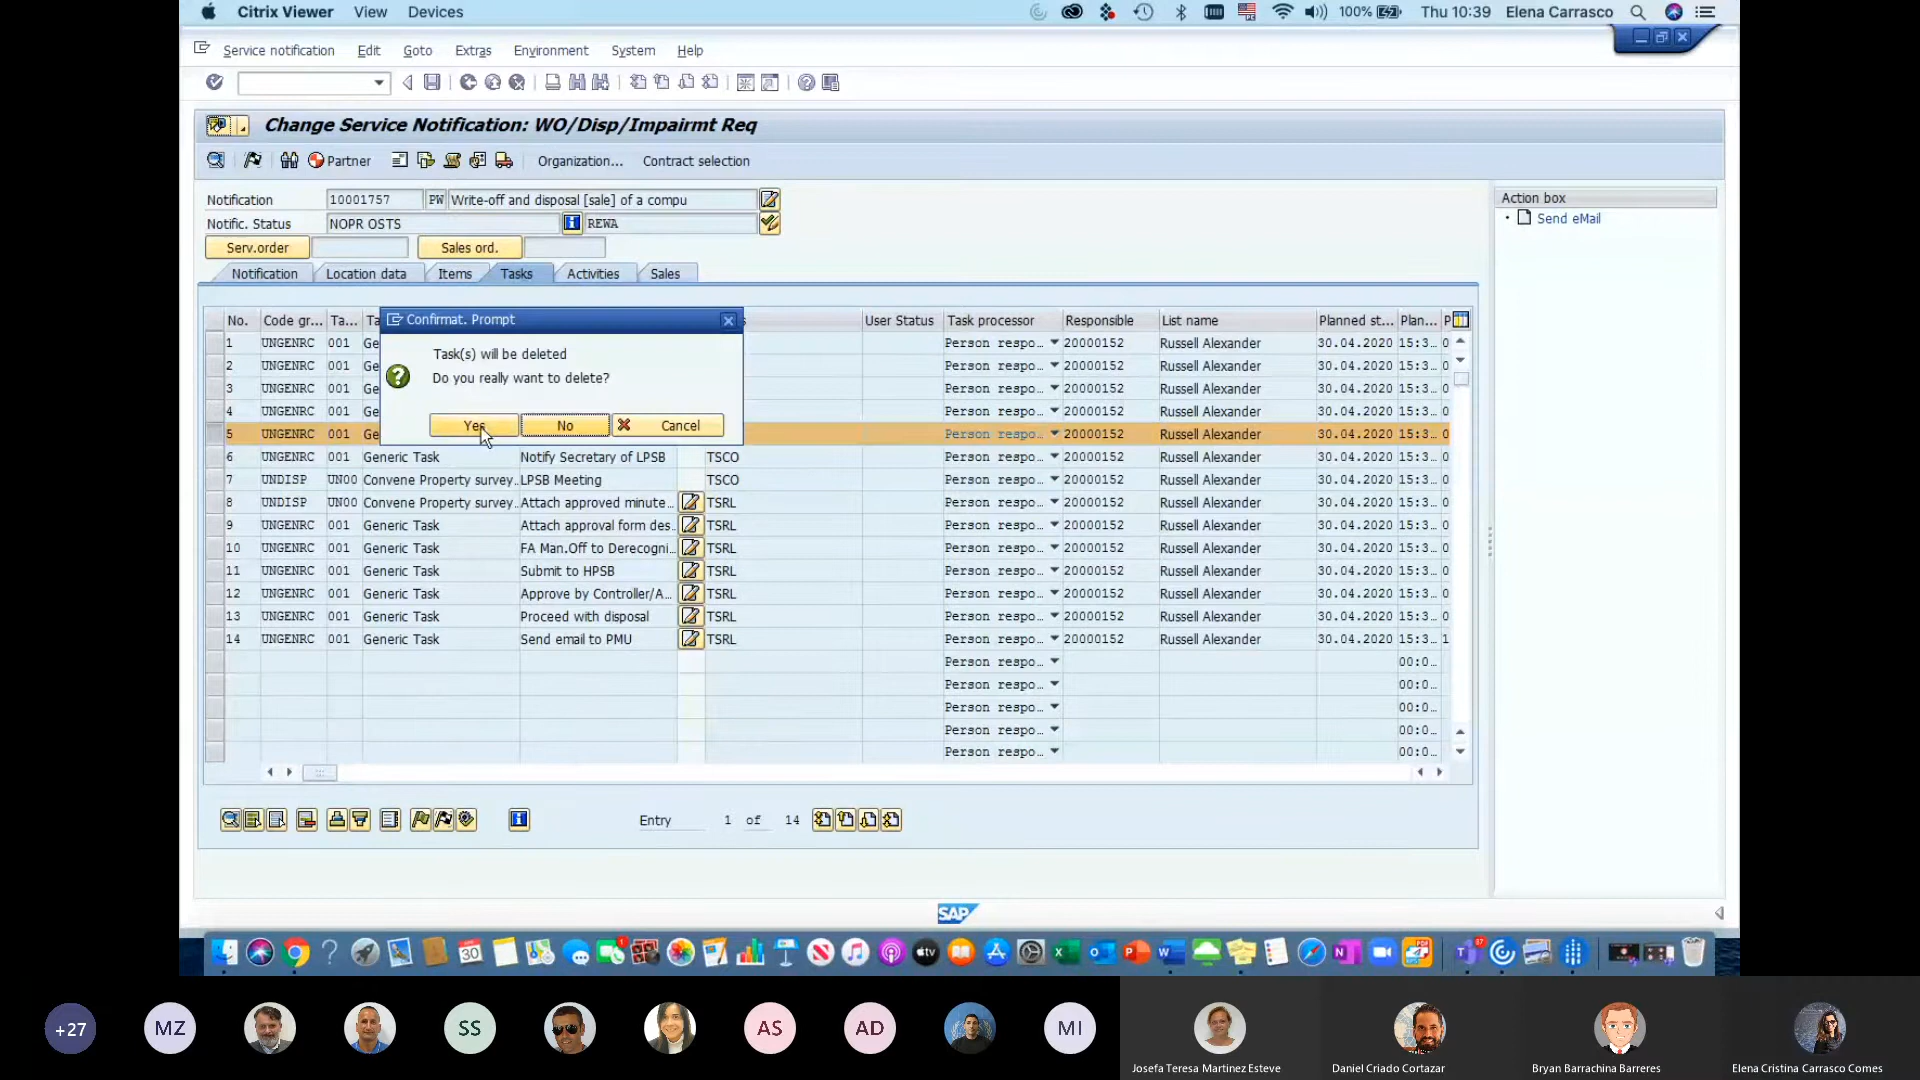 Citrix Viewer View Devices 100% Thu 10:39 Elena Carrasco
Service notification Edit Goto Extras Environment System Help
Change Service Notification: WO/Disp/Impairmt Req
Partner Organization... Contract selection
Notification 10001757 PW Write-off and disposal [sale] of a compu
Notific. Status NOPR OSTS REWA
Serv.order Sales ord.
Notification Location data Items Tasks Activities Sales
Action box
Send eMail
No. Code gr... Ta... Ta User Status Task processor Responsible List name Planned st... Plan... P
Confirmat. Prompt
Task(s) will be deleted
Do you really want to delete?
Yes No Cancel
1 UNGENRC 001 Ge Person respo... 20000152 Russell Alexander 30.04.2020 15:3... 0
2 UNGENRC 001 Ge Person respo... 20000152 Russell Alexander 30.04.2020 15:3... 0
3 UNGENRC 001 Ge Person respo... 20000152 Russell Alexander 30.04.2020 15:3... 0
4 UNGENRC 001 Ge Person respo... 20000152 Russell Alexander 30.04.2020 15:3... 0
5 UNGENRC 001 Ge Person respo... 20000152 Russell Alexander 30.04.2020 15:3... 0
6 UNGENRC 001 Generic Task Notify Secretary of LPSB TSCO Person respo... 20000152 Russell Alexander 30.04.2020 15:3... 0
7 UNDISP UN00 Convene Property survey... LPSB Meeting TSCO Person respo... 20000152 Russell Alexander 30.04.2020 15:3... 0
8 UNDISP UN00 Convene Property survey... Attach approved minute... TSRL Person respo... 20000152 Russell Alexander 30.04.2020 15:3... 0
9 UNGENRC 001 Generic Task Attach approval form des... TSRL Person respo... 20000152 Russell Alexander 30.04.2020 15:3... 0
10 UNGENRC 001 Generic Task FA Man.Off to Derecogni... TSRL Person respo... 20000152 Russell Alexander 30.04.2020 15:3... 0
11 UNGENRC 001 Generic Task Submit to HPSB TSRL Person respo... 20000152 Russell Alexander 30.04.2020 15:3... 0
12 UNGENRC 001 Generic Task Approve by Controller/A... TSRL Person respo... 20000152 Russell Alexander 30.04.2020 15:3... 0
13 UNGENRC 001 Generic Task Proceed with disposal TSRL Person respo... 20000152 Russell Alexander 30.04.2020 15:3... 0
14 UNGENRC 001 Generic Task Send email to PMU TSRL Person respo... 20000152 Russell Alexander 30.04.2020 15:3... 1
Person respo... 00:0...
Person respo... 00:0...
Person respo... 00:0...
Person respo... 00:0...
Person respo... 00:0...
Entry 1 of 14
SAP
30 tv
+27 MZ SS AS AD MI
Josefa Teresa Martinez Esteve Daniel Criado Cortazar Bryan Barrachina Barreres Elena Cristina Carrasco Comes